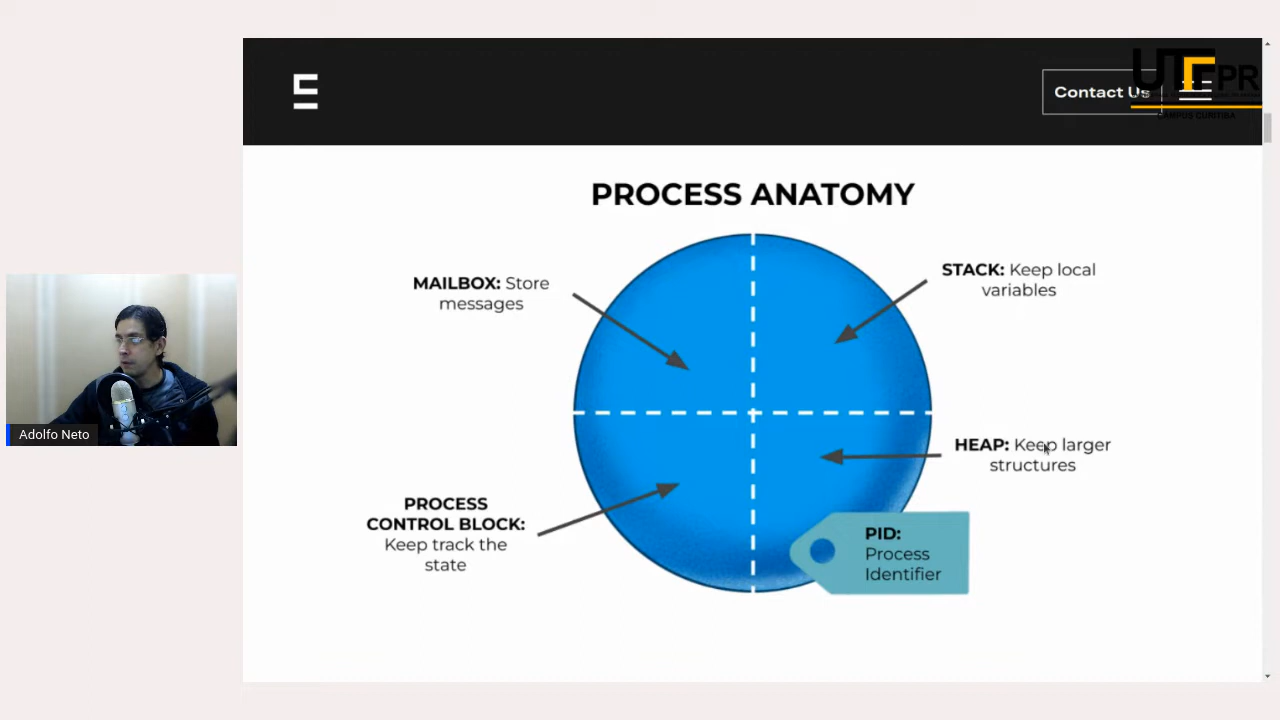 Contact Us
UTFPR
CAMPUS CURITIBA
PROCESS ANATOMY
MAILBOX: Store
messages
STACK: Keep local
variables
HEAP: Keep larger
structures
PROCESS
CONTROL BLOCK:
Keep track the
state
PID:
Process
Identifier
Adolfo Neto